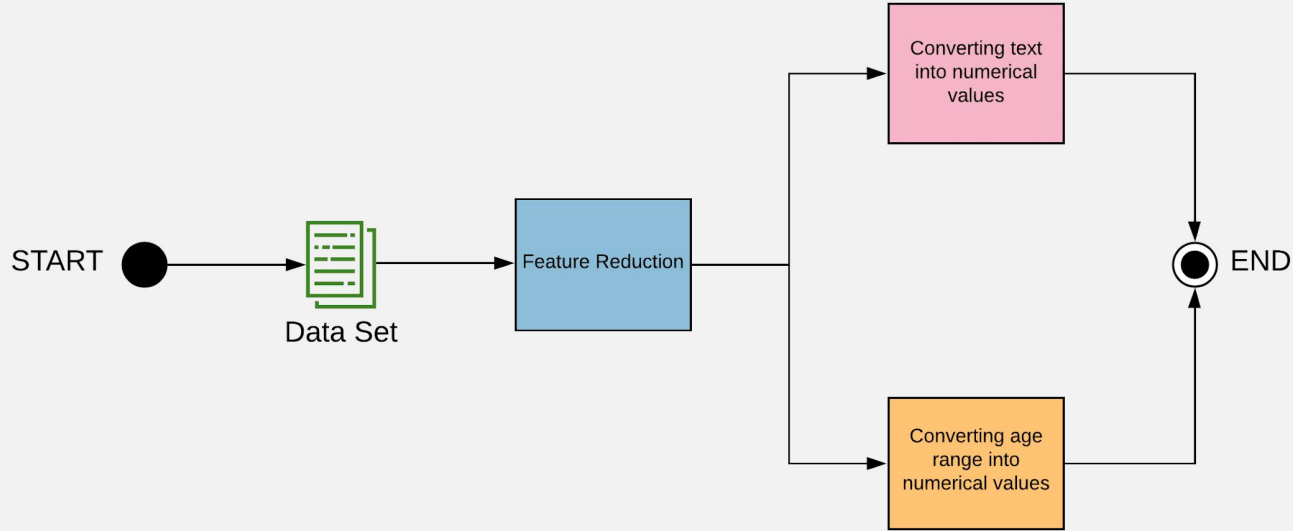 START
Data Set
Feature Reduction
Converting text
into numerical
values
Converting age
range into
numerical values
END